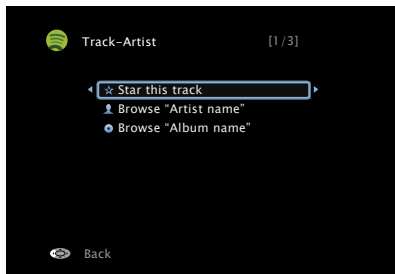 Track-Artist [1/3]
Star this track
Browse “Artist name”
Browse “Album name”
Back